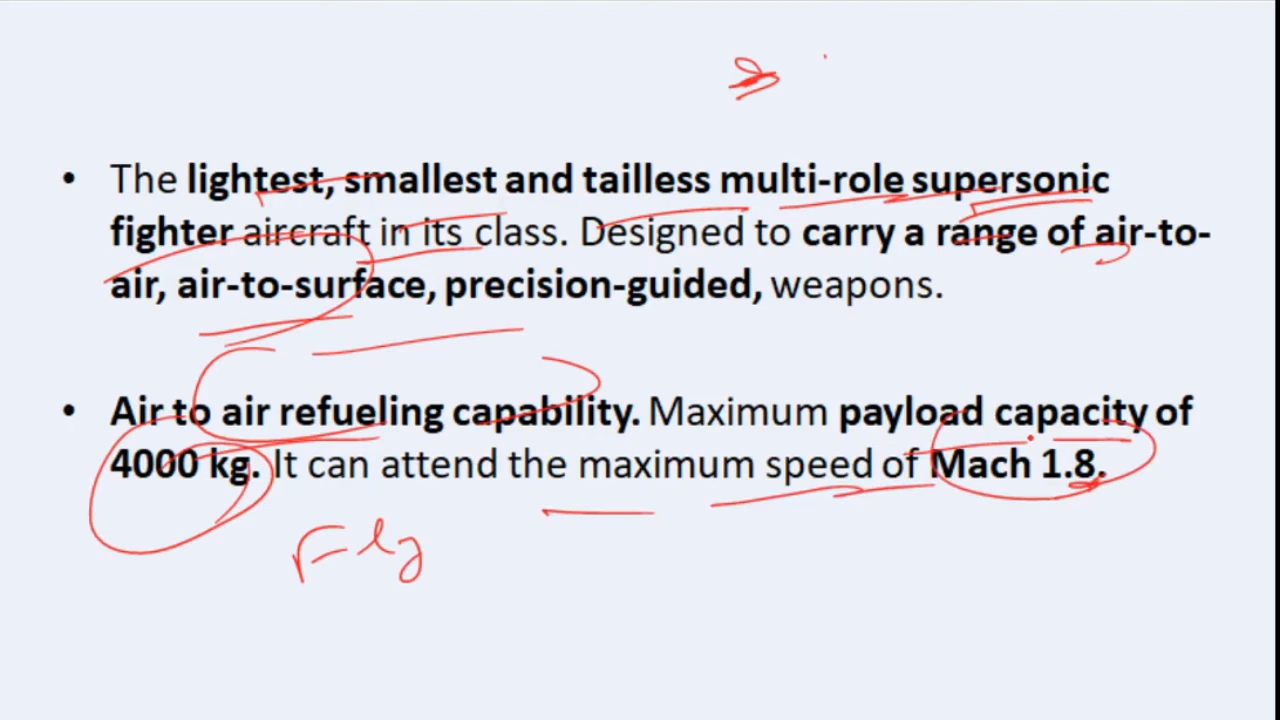 • The lightest, smallest and tailless multi-role supersonic
fighter aircraft in its class. Designed to carry a range of air-to-
air, air-to-surface, precision-guided, weapons.
• Air to air refueling capability. Maximum payload capacity of
4000 kg. It can attend the maximum speed of Mach 1.8.